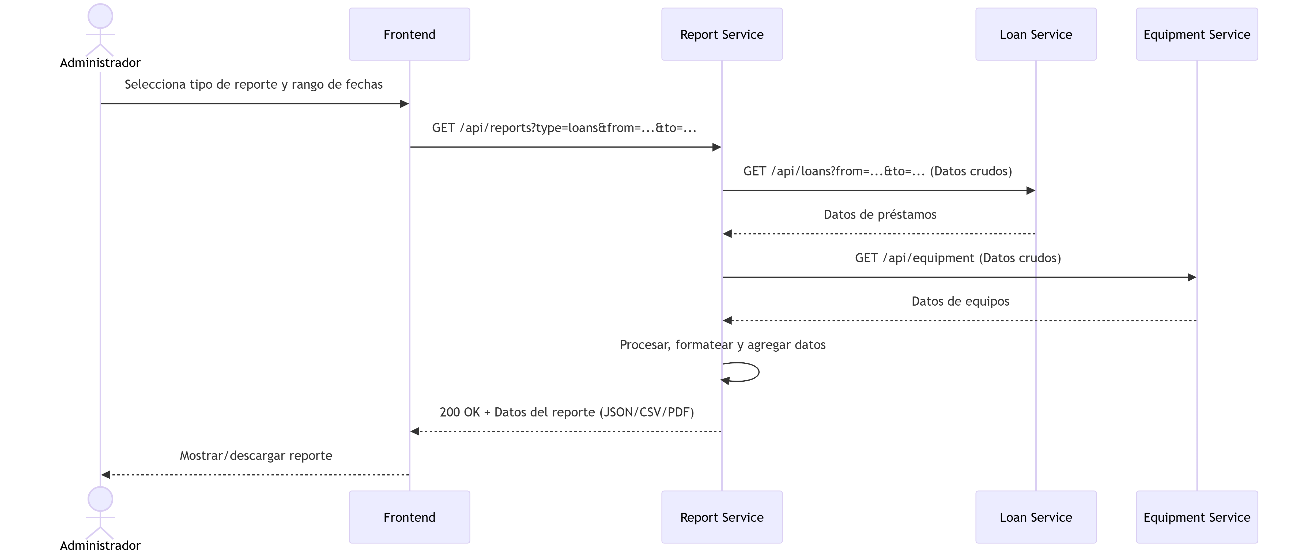 Administrador
Frontend
Report Service
Loan Service
Equipment Service
Selecciona tipo de reporte y rango de fechas
GET /api/reports?type=loans&from=...&to=...
GET /api/loans?from=...&to=... (Datos crudos)
Datos de préstamos
GET /api/equipment (Datos crudos)
Datos de equipos
Procesar, formatear y agregar datos
200 OK + Datos del reporte (JSON/CSV/PDF)
Mostrar/descargar reporte
Administrador
Frontend
Report Service
Loan Service
Equipment Service